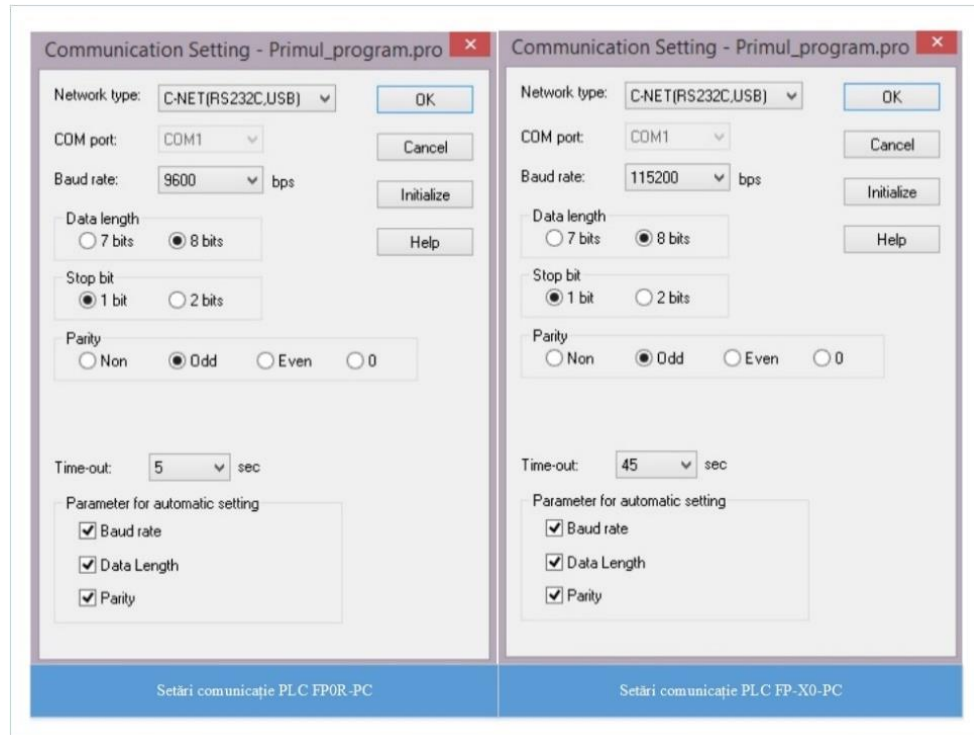 Communication Setting - Primul_program.pro
Network type: C-NET(RS232C,USB) OK
COM port: COM1 Cancel
Baud rate: 9600 bps Initialize
Data length
7 bits 8 bits Help
Stop bit
1 bit 2 bits
Parity
Non Odd Even 0
Time-out: 5 sec
Parameter for automatic setting
Baud rate
Data Length
Parity
Setări comunicație PLC FP0R-PC
Communication Setting - Primul_program.pro
Network type: C-NET(RS232C,USB) OK
COM port: COM1 Cancel
Baud rate: 115200 bps Initialize
Data length
7 bits 8 bits Help
Stop bit
1 bit 2 bits
Parity
Non Odd Even 0
Time-out: 45 sec
Parameter for automatic setting
Baud rate
Data Length
Parity
Setări comunicație PLC FP-X0-PC